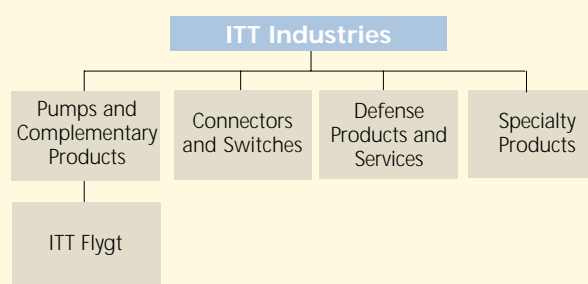 ITT Industries
Pumps and
Complementary
Products
Connectors
and Switches
Defense
Products and
Services
Specialty
Products
ITT Flygt